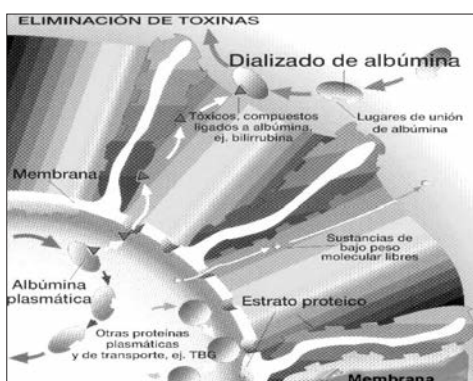 ELIMINACIÓN DE TOXINAS
Dializado de albúmina
Tóxicos, compuestos
ligados a albúmina,
ej. bilirrubina
Lugares de unión
de albúmina
Membrana
Sustancias de
bajo peso
molecular libres
Albúmina
plasmática
Estrato proteico
Otras proteínas
plasmáticas
y de transporte, ej. TBG
Membrana